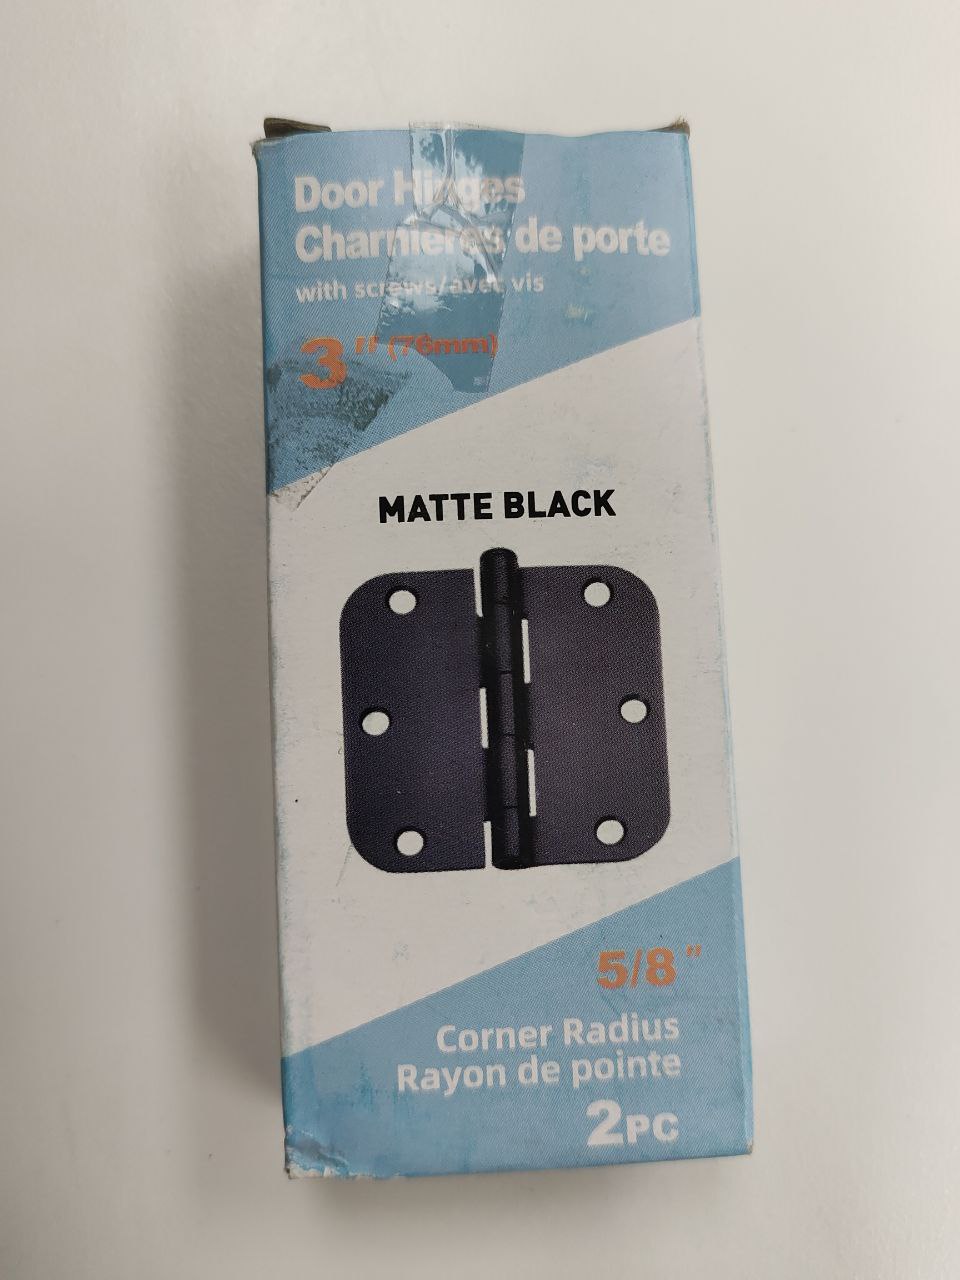 Door Hinges
Charnières de porte
with screws/avec vis
3" (76mm)
MATTE BLACK
5/8"
Corner Radius
Rayon de pointe
2PC